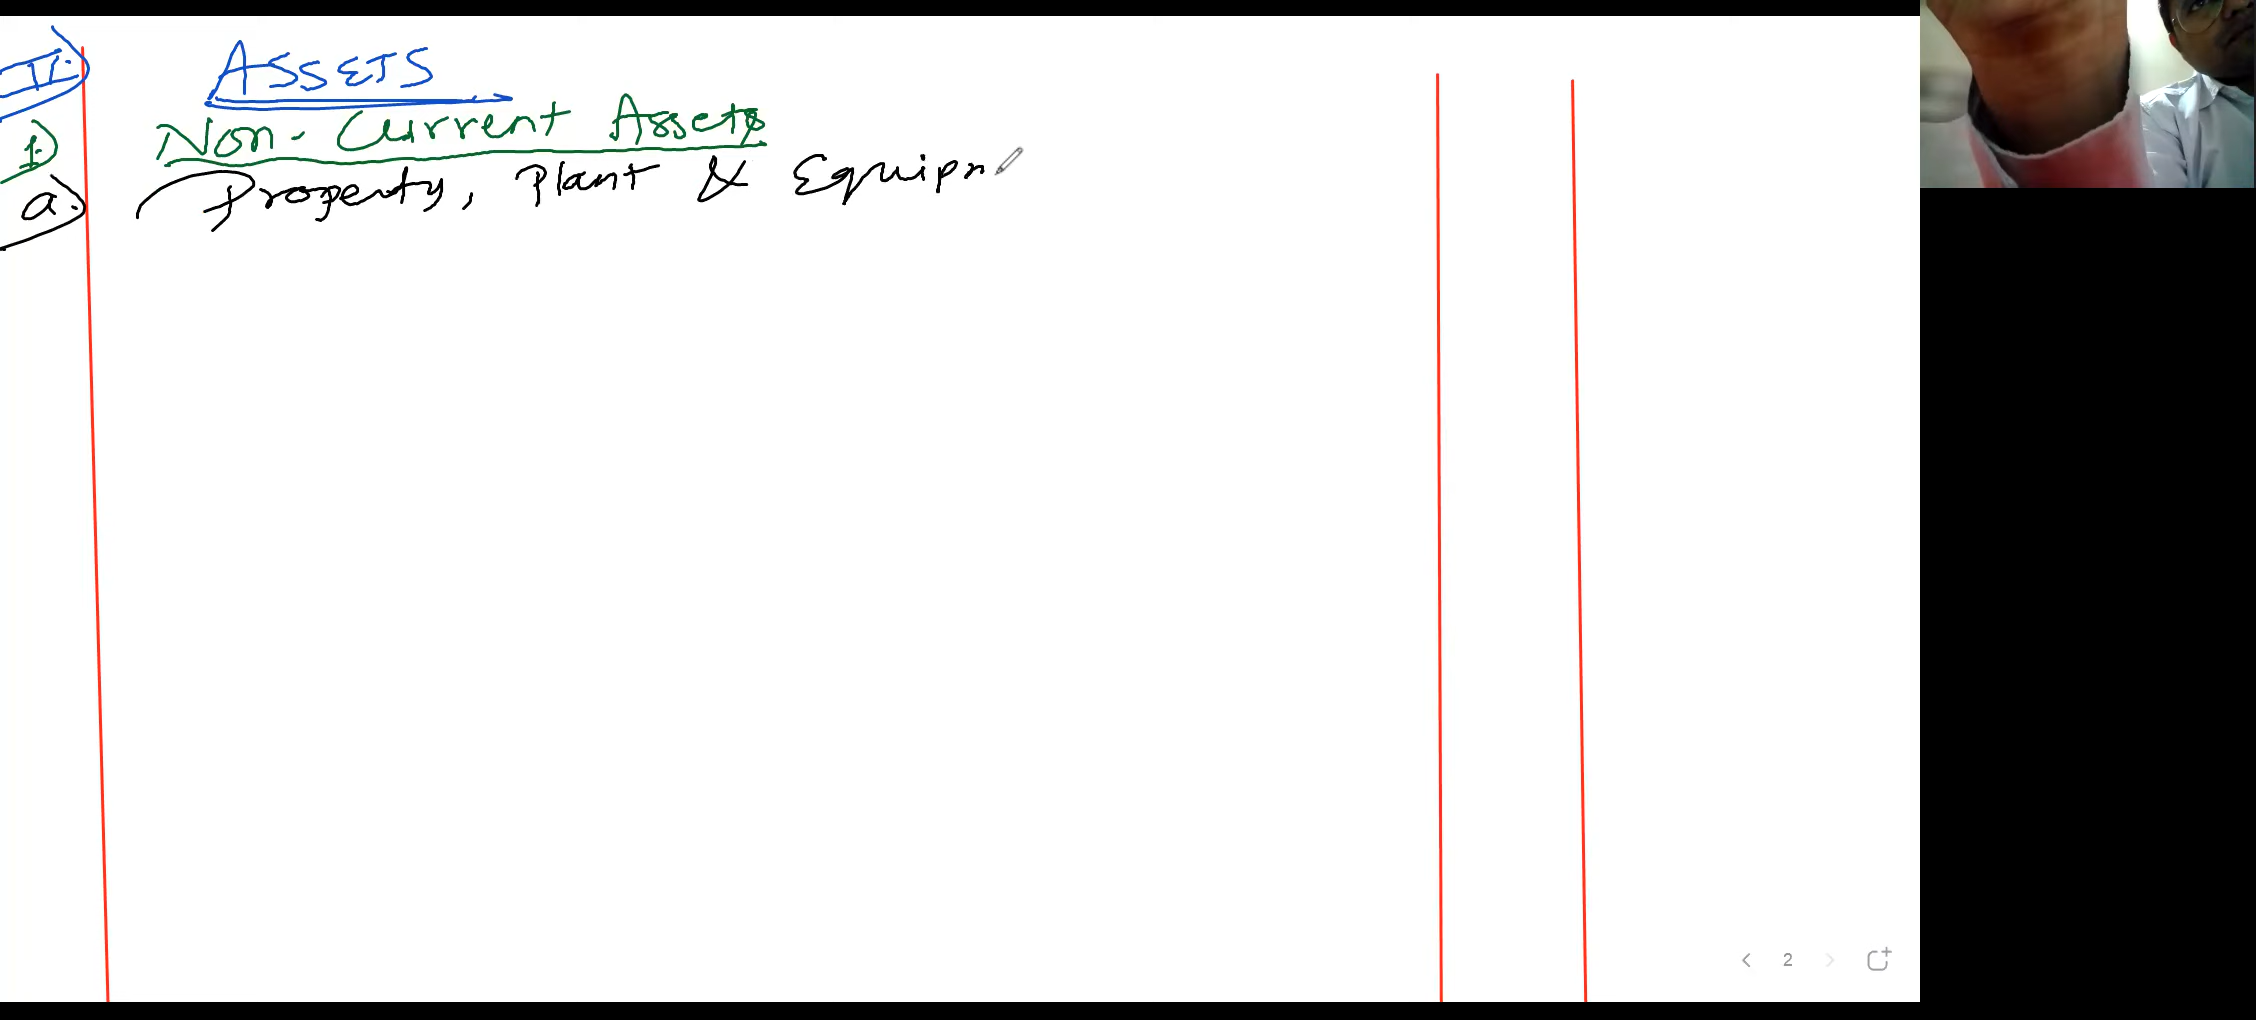 II.) ASSETS
1) Non-Current Assets
a.) Property, Plant & Equipm
2